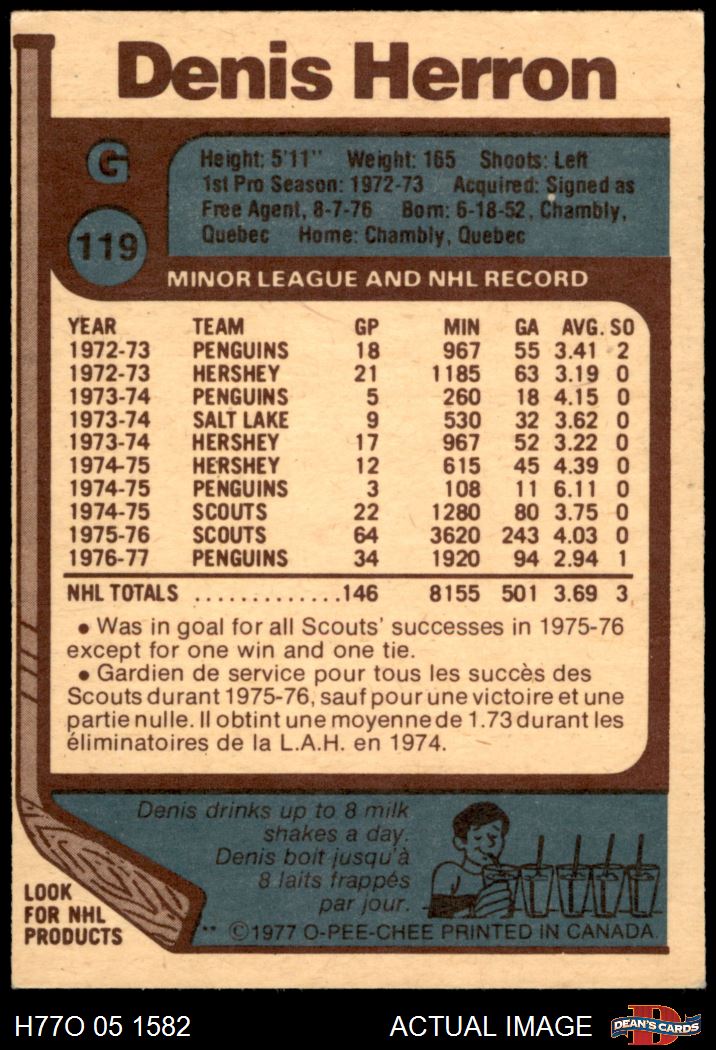 Denis Herron
G
119
Height: 5'11" Weight: 165 Shoots: Left
1st Pro Season: 1972-73 Acquired: Signed as
Free Agent, 8-7-76 Born: 6-18-52, Chambly,
Quebec Home: Chambly, Quebec
MINOR LEAGUE AND NHL RECORD
YEAR TEAM GP MIN GA AVG. SO
1972-73 PENGUINS 18 967 55 3.41 2
1972-73 HERSHEY 21 1185 63 3.19 0
1973-74 PENGUINS 5 260 18 4.15 0
1973-74 SALT LAKE 9 530 32 3.62 0
1973-74 HERSHEY 17 967 52 3.22 0
1974-75 HERSHEY 12 615 45 4.39 0
1974-75 PENGUINS 3 108 11 6.11 0
1974-75 SCOUTS 22 1280 80 3.75 0
1975-76 SCOUTS 64 3620 243 4.03 0
1976-77 PENGUINS 34 1920 94 2.94 1
NHL TOTALS .............146 8155 501 3.69 3
• Was in goal for all Scouts' successes in 1975-76
except for one win and one tie.
• Gardien de service pour tous les succès des
Scouts durant 1975-76, sauf pour une victoire et une
partie nulle. Il obtint une moyenne de 1.73 durant les
éliminatoires de la L.A.H. en 1974.
Denis drinks up to 8 milk
shakes a day.
Denis boit jusqu'à
8 laits frappés
par jour.
LOOK
FOR NHL
PRODUCTS
** ©1977 O-PEE-CHEE PRINTED IN CANADA
H77O 05 1582 ACTUAL IMAGE DEAN'S CARDS